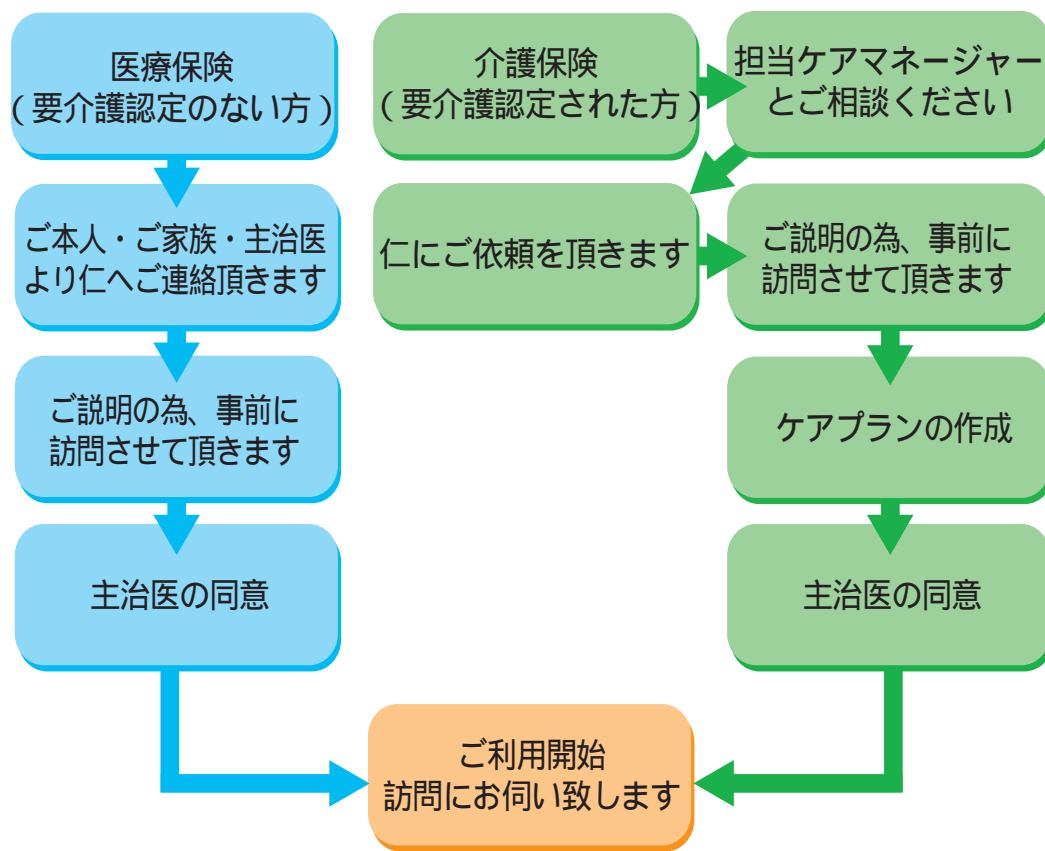 医療保険
（要介護認定のない方）
ご本人・ご家族・主治医
より仁へご連絡頂きます
ご説明の為、事前に
訪問させて頂きます
主治医の同意
介護保険
（要介護認定された方）
担当ケアマネージャー
とご相談ください
仁にご依頼を頂きます
ご説明の為、事前に
訪問させて頂きます
ケアプランの作成
主治医の同意
ご利用開始
訪問にお伺い致します